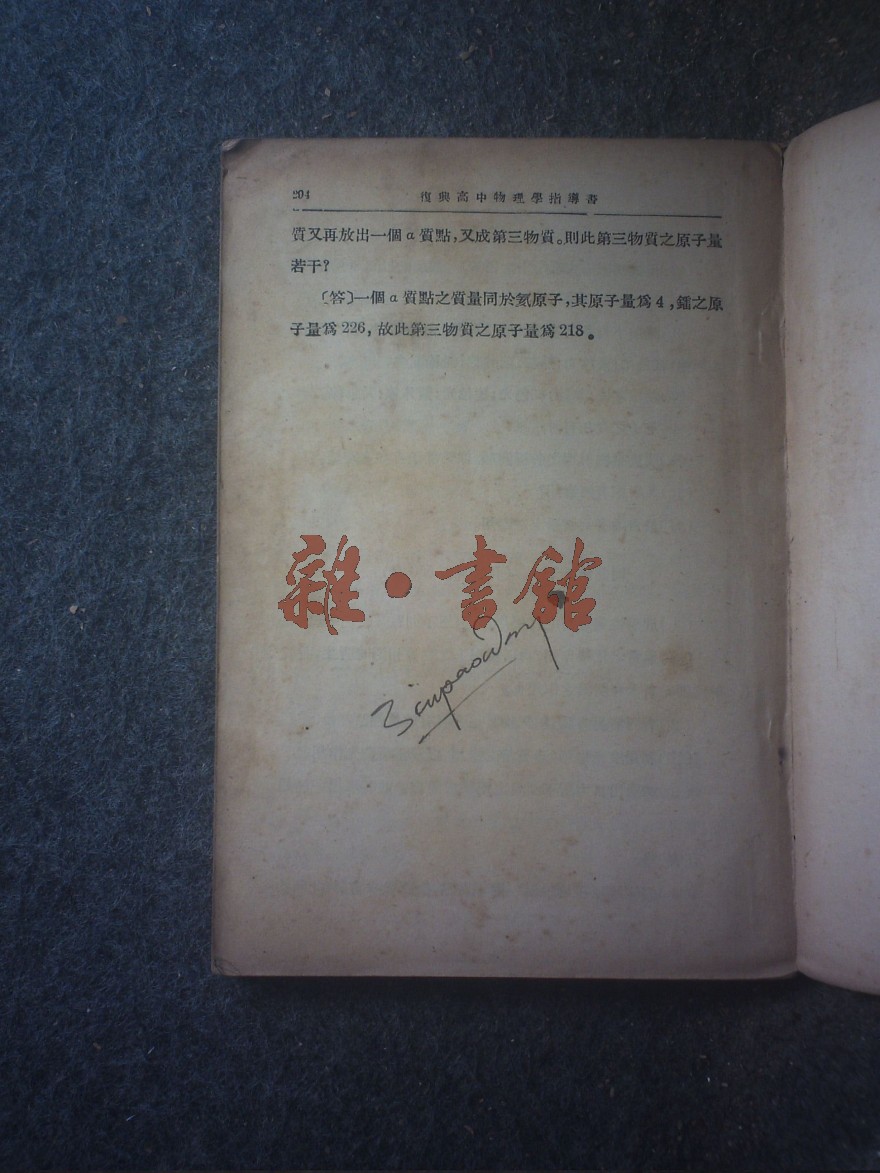 204
復興高中物理學指導書
質又再放出一個α質點,又成第三物質。則此第三物質之原子量
若干?
〔答〕一個α質點之質量同於氦原子,其原子量爲4,鐳之原
子量爲226,故此第三物質之原子量爲218。
雜·書館